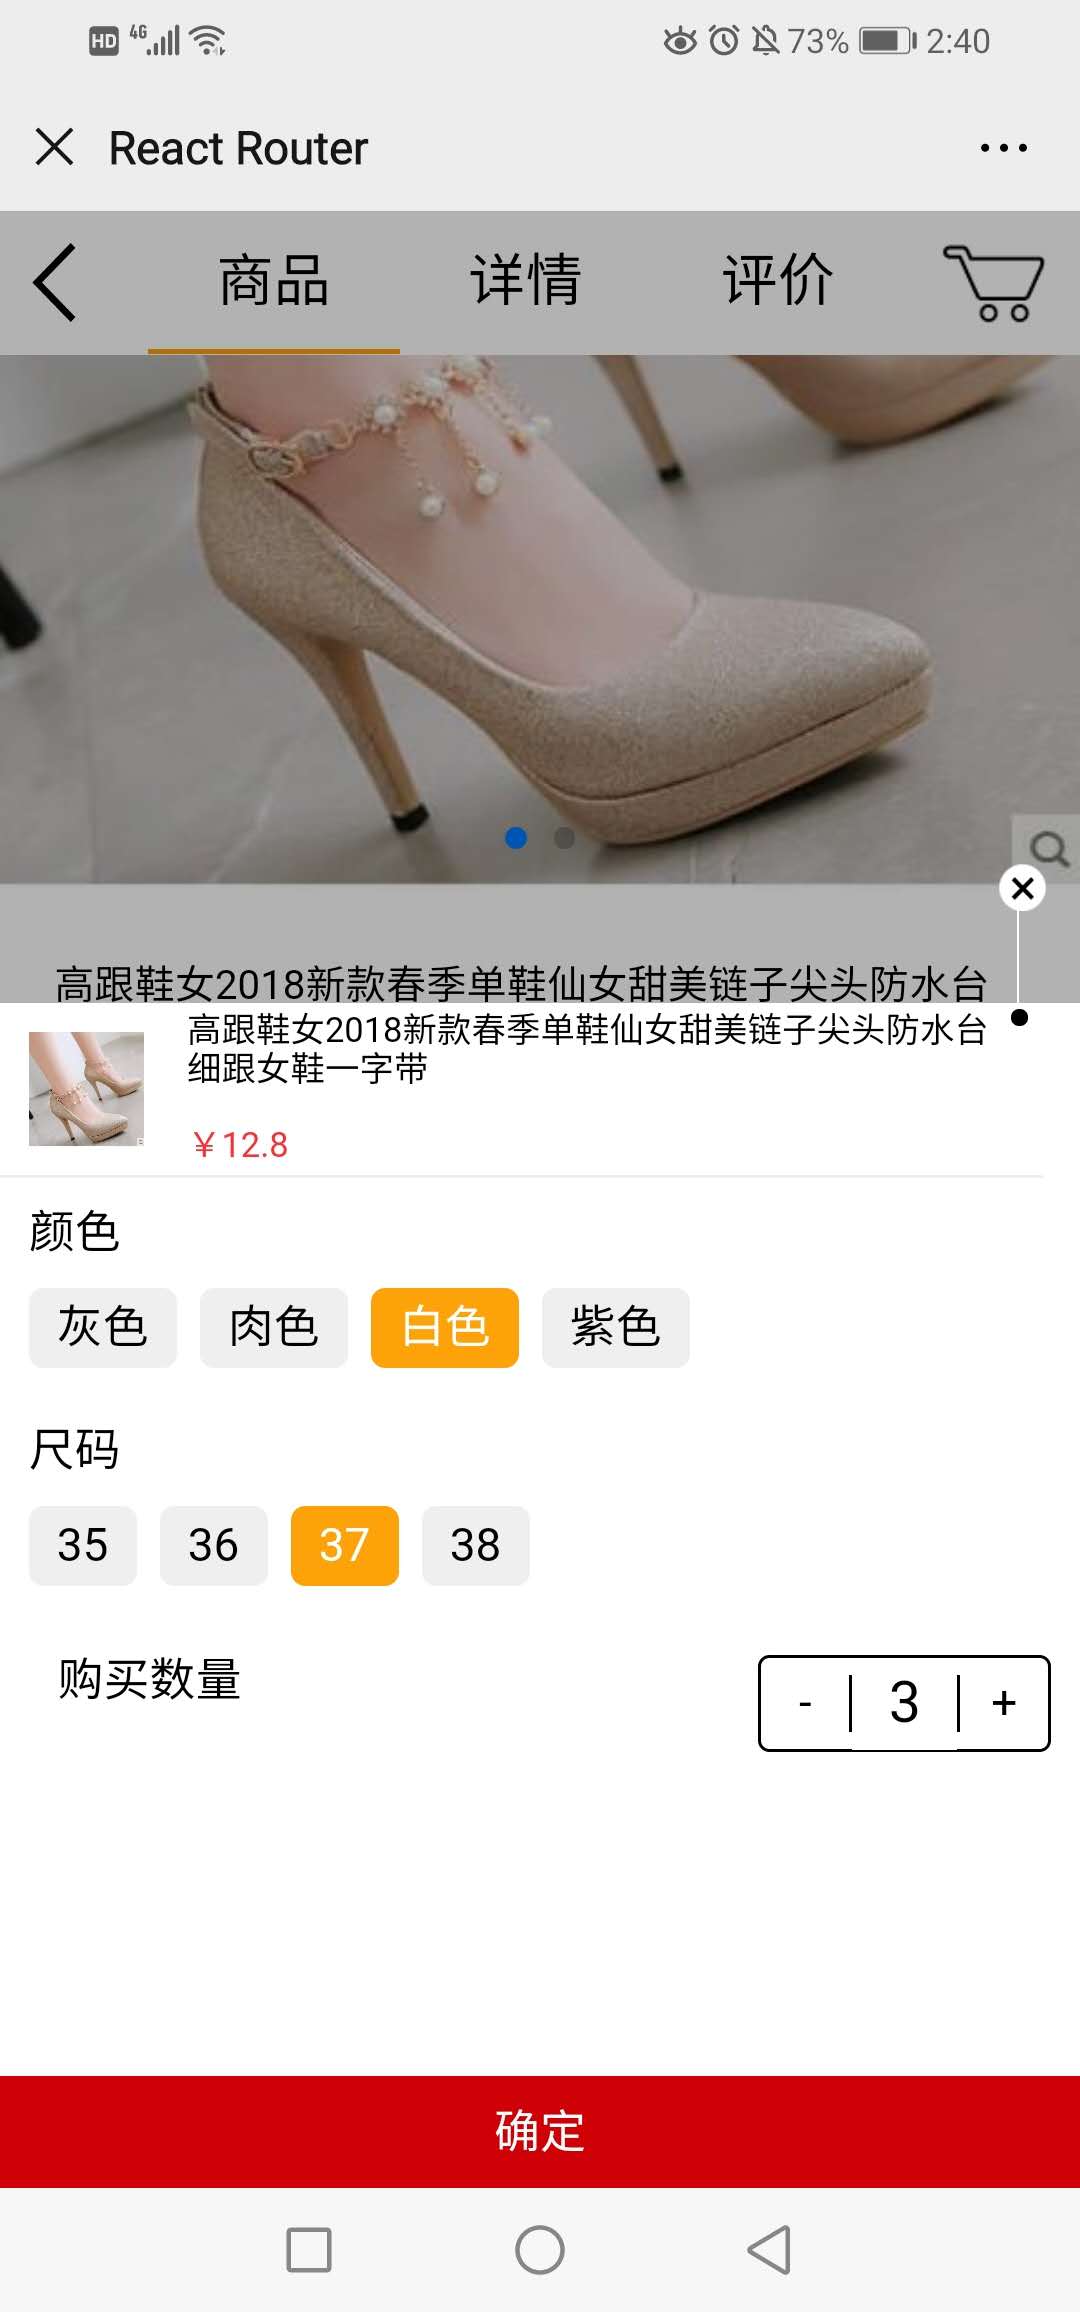 HD 4G 73% 2:40
React Router
商品 详情 评价
高跟鞋女2018新款春季单鞋仙女甜美链子尖头防水台
高跟鞋女2018新款春季单鞋仙女甜美链子尖头防水台
细跟女鞋一字带
￥12.8
颜色
灰色 肉色 白色 紫色
尺码
35 36 37 38
购买数量 - 3 +
确定